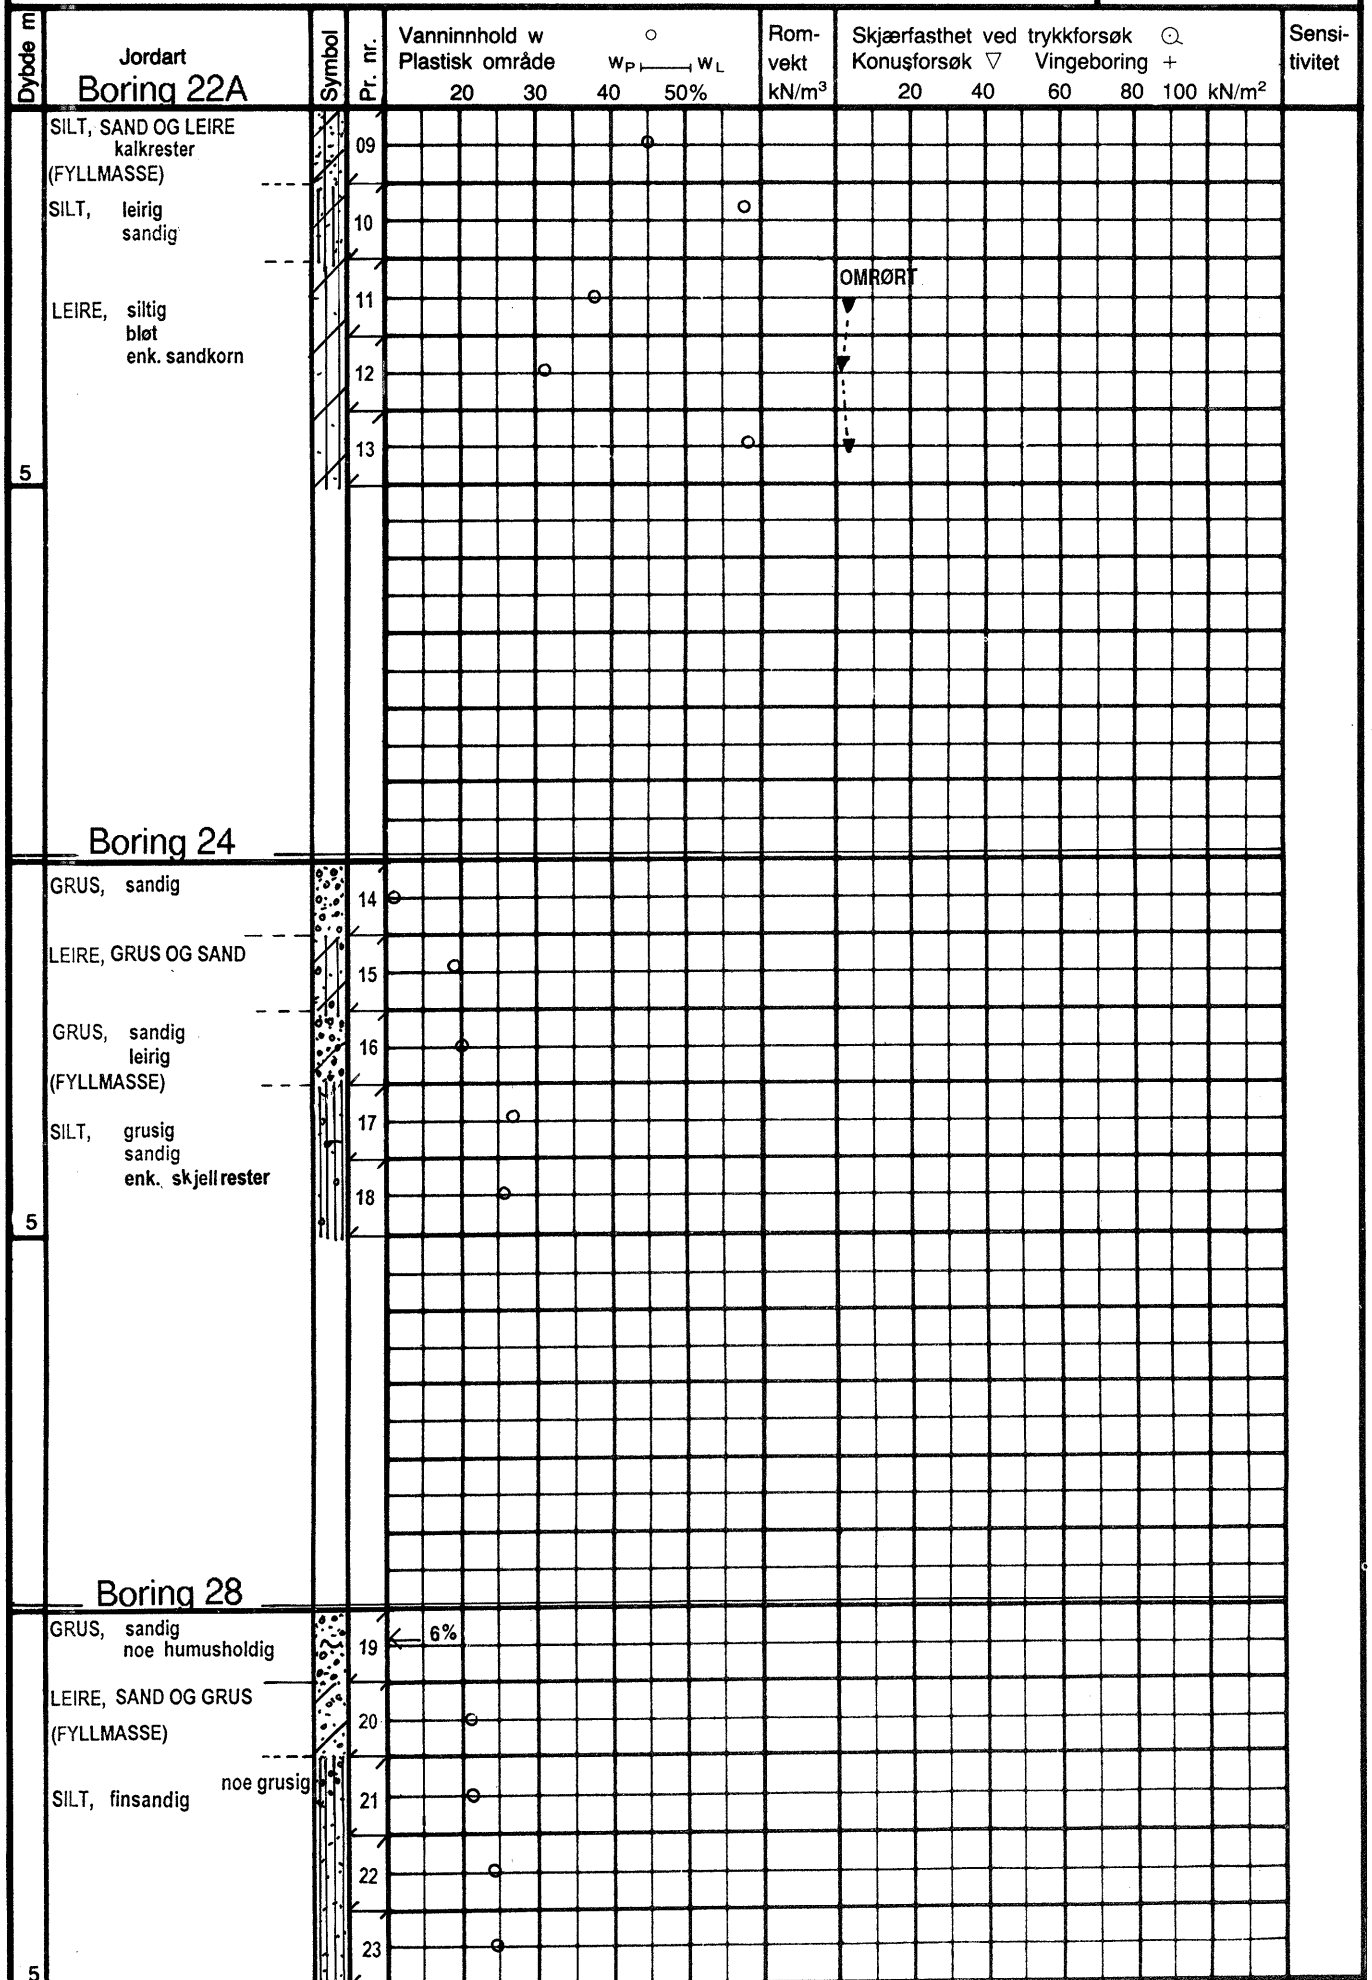 Dybde m
Jordart
Boring 22A
Symbol
Pr. nr.
Vanninnhold w
Plastisk område wP wL
20 30 40 50%
Rom-
vekt
kN/m³
Skjærfasthet ved trykkforsøk
Konusforsøk ▽ Vingeboring +
20 40 60 80 100 kN/m²
Sensi-
tivitet
SILT, SAND OG LEIRE
kalkrester
(FYLLMASSE)
09
SILT, leirig
sandig
10
OMRØRT
LEIRE, siltig
bløt
enk. sandkorn
11
12
13
5
Boring 24
GRUS, sandig
14
LEIRE, GRUS OG SAND
15
GRUS, sandig
leirig
(FYLLMASSE)
16
SILT, grusig
sandig
enk. skjellrester
17
18
5
Boring 28
GRUS, sandig
noe humusholdig
19
6%
LEIRE, SAND OG GRUS
(FYLLMASSE)
20
noe grusig
SILT, finsandig
21
22
23
5